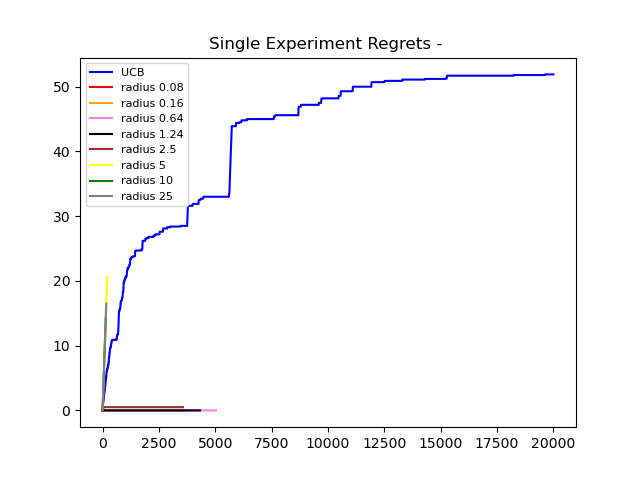 Single Experiment Regrets -
UCB
radius 0.08
radius 0.16
radius 0.64
radius 1.24
radius 2.5
radius 5
radius 10
radius 25
50
40
30
20
10
0
0 2500 5000 7500 10000 12500 15000 17500 20000